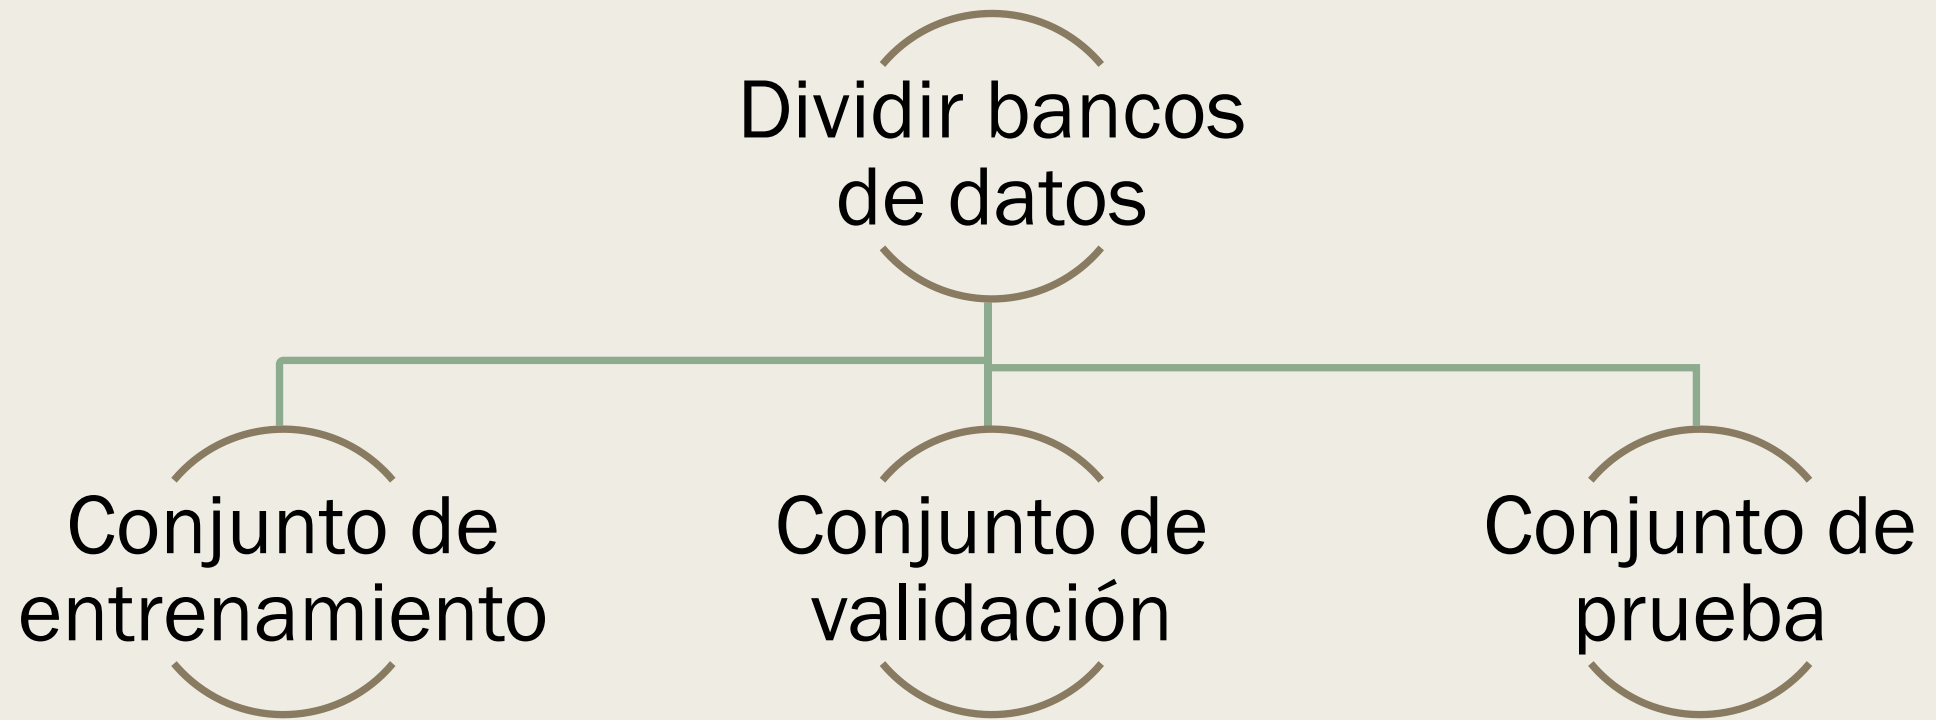 Dividir bancos
de datos
Conjunto de
entrenamiento
Conjunto de
validación
Conjunto de
prueba